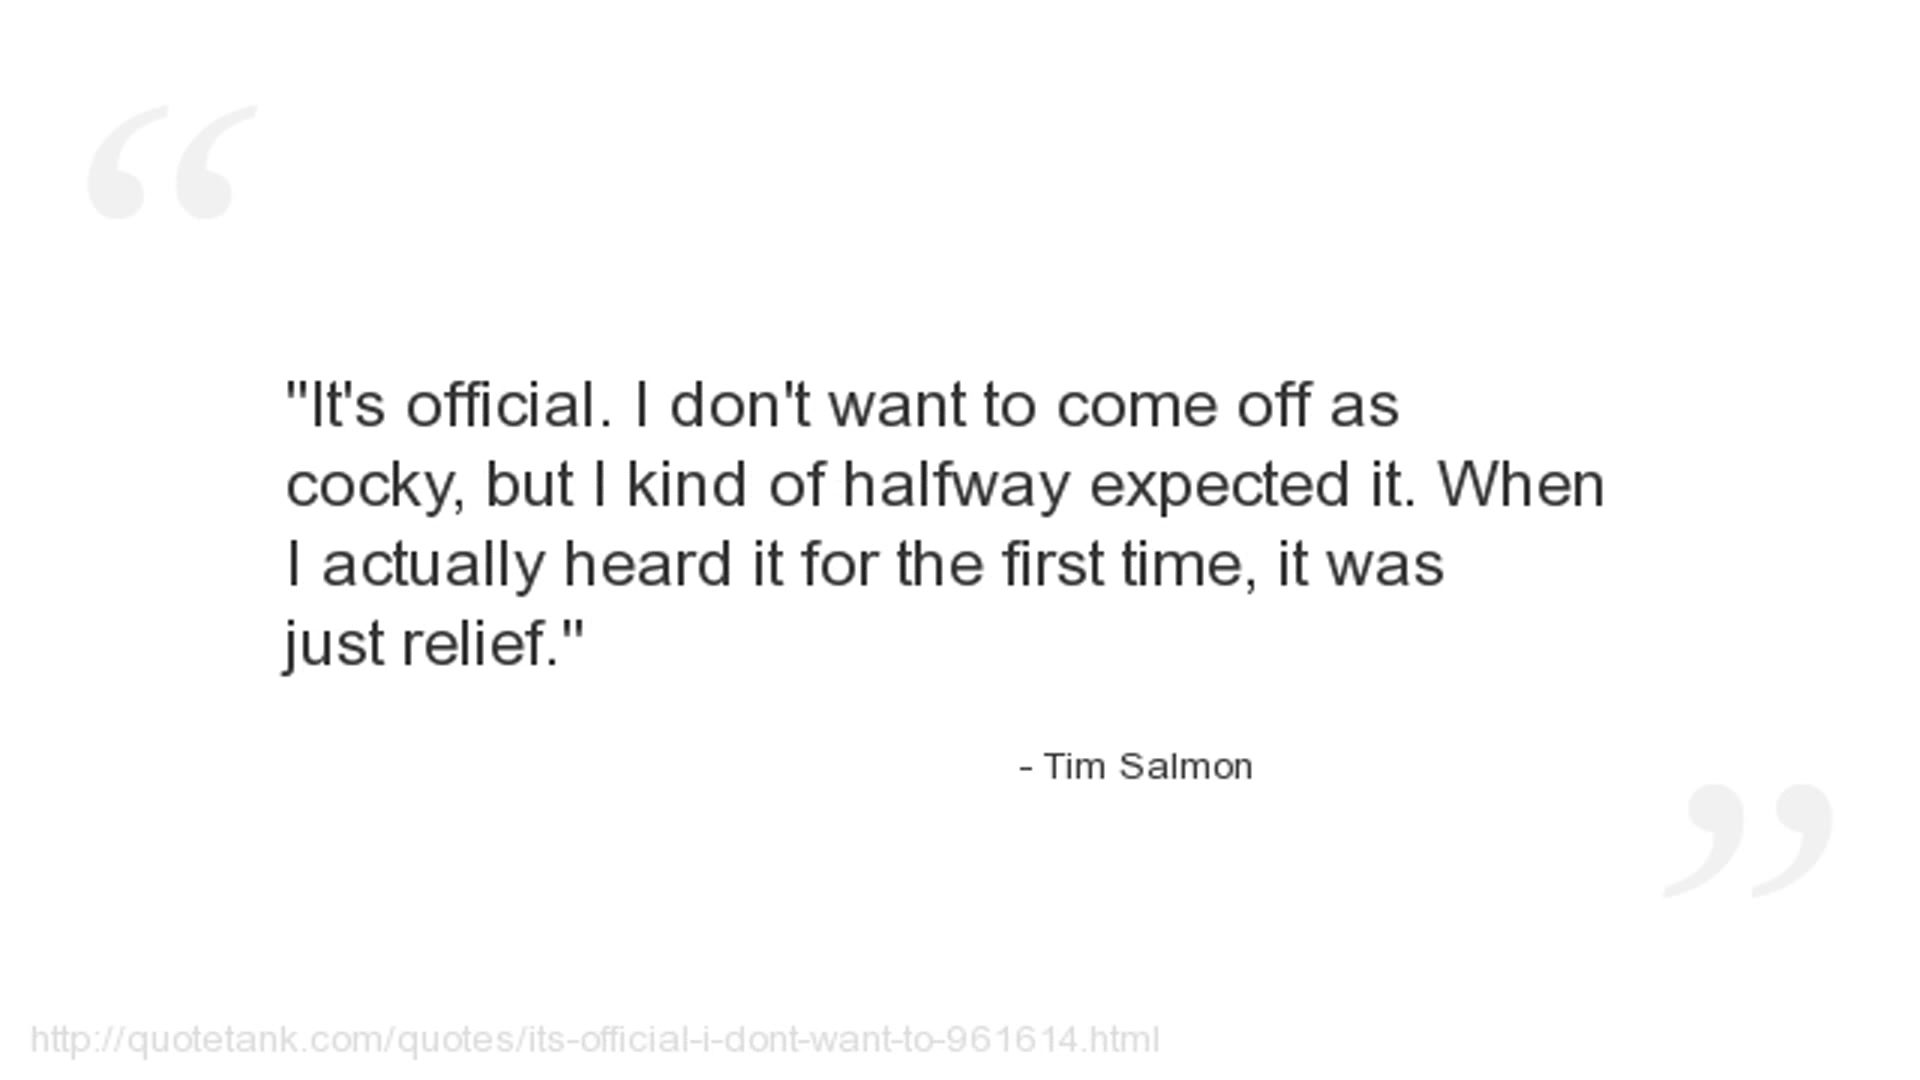 "It's official. I don't want to come off as
cocky, but I kind of halfway expected it. When
I actually heard it for the first time, it was
just relief."
- Tim Salmon
http://quotetank.com/quotes/its-official-i-dont-want-to-961614.html